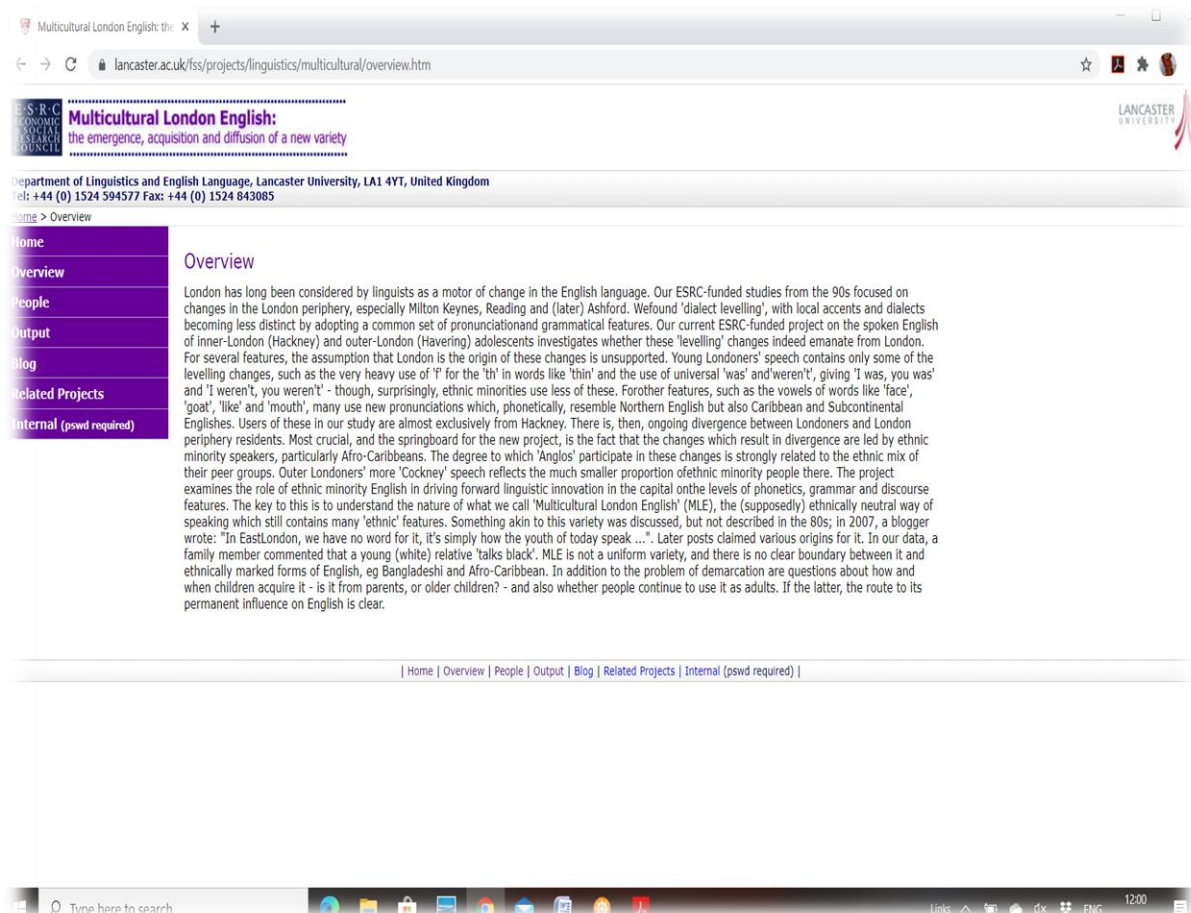 Multicultural London English: the
lancaster.ac.uk/fss/projects/linguistics/multicultural/overview.htm
E·S·R·C
ECONOMIC
& SOCIAL
RESEARCH
COUNCIL
Multicultural London English:
the emergence, acquisition and diffusion of a new variety
LANCASTER
UNIVERSITY
Department of Linguistics and English Language, Lancaster University, LA1 4YT, United Kingdom
Tel: +44 (0) 1524 594577 Fax: +44 (0) 1524 843085
Home > Overview
Home
Overview
People
Output
Blog
Related Projects
Internal (pswd required)
Overview
London has long been considered by linguists as a motor of change in the English language. Our ESRC-funded studies from the 90s focused on
changes in the London periphery, especially Milton Keynes, Reading and (later) Ashford. Wefound 'dialect levelling', with local accents and dialects
becoming less distinct by adopting a common set of pronunciationand grammatical features. Our current ESRC-funded project on the spoken English
of inner-London (Hackney) and outer-London (Havering) adolescents investigates whether these 'levelling' changes indeed emanate from London.
For several features, the assumption that London is the origin of these changes is unsupported. Young Londoners' speech contains only some of the
levelling changes, such as the very heavy use of 'f' for the 'th' in words like 'thin' and the use of universal 'was' and'weren't', giving 'I was, you was'
and 'I weren't, you weren't' - though, surprisingly, ethnic minorities use less of these. Forother features, such as the vowels of words like 'face',
'goat', 'like' and 'mouth', many use new pronunciations which, phonetically, resemble Northern English but also Caribbean and Subcontinental
Englishes. Users of these in our study are almost exclusively from Hackney. There is, then, ongoing divergence between Londoners and London
periphery residents. Most crucial, and the springboard for the new project, is the fact that the changes which result in divergence are led by ethnic
minority speakers, particularly Afro-Caribbeans. The degree to which 'Anglos' participate in these changes is strongly related to the ethnic mix of
their peer groups. Outer Londoners' more 'Cockney' speech reflects the much smaller proportion ofethnic minority people there. The project
examines the role of ethnic minority English in driving forward linguistic innovation in the capital onthe levels of phonetics, grammar and discourse
features. The key to this is to understand the nature of what we call 'Multicultural London English' (MLE), the (supposedly) ethnically neutral way of
speaking which still contains many 'ethnic' features. Something akin to this variety was discussed, but not described in the 80s; in 2007, a blogger
wrote: "In EastLondon, we have no word for it, it's simply how the youth of today speak ...". Later posts claimed various origins for it. In our data, a
family member commented that a young (white) relative 'talks black'. MLE is not a uniform variety, and there is no clear boundary between it and
ethnically marked forms of English, eg Bangladeshi and Afro-Caribbean. In addition to the problem of demarcation are questions about how and
when children acquire it - is it from parents, or older children? - and also whether people continue to use it as adults. If the latter, the route to its
permanent influence on English is clear.
| Home | Overview | People | Output | Blog | Related Projects | Internal (pswd required) |
Type here to search
Links ENG 12:00